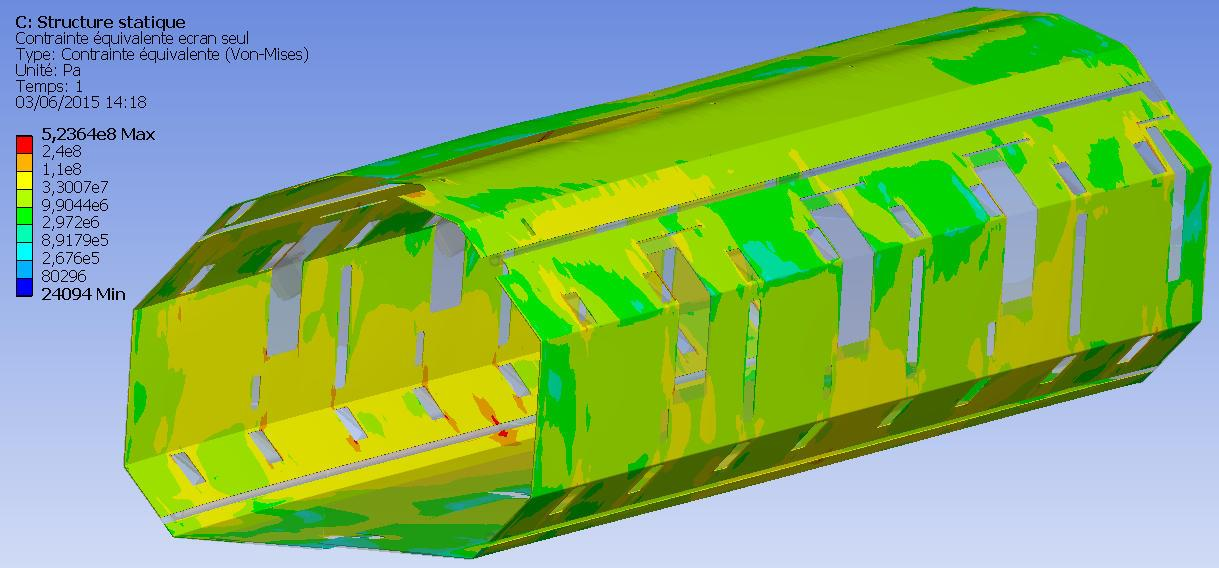 C: Structure statique
Contrainte équivalente ecran seul
Type: Contrainte équivalente (Von-Mises)
Unité: Pa
Temps: 1
03/06/2015 14:18
5,2364e8 Max
2,4e8
1,1e8
3,3007e7
9,9044e6
2,972e6
8,9179e5
2,676e5
80296
24094 Min